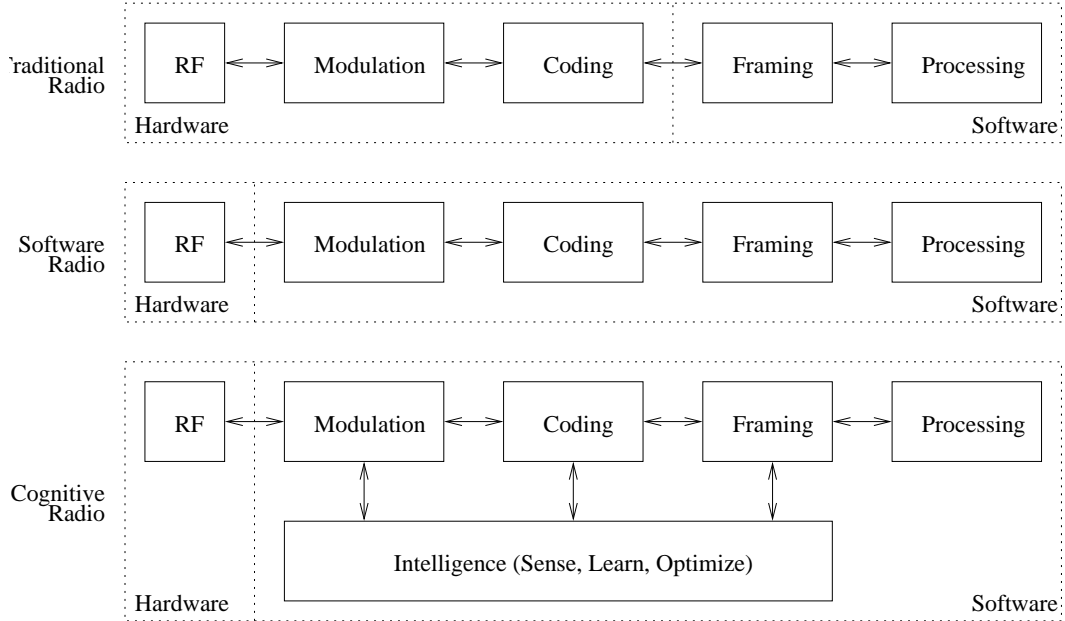 RF
Modulation
Coding
Framing
Processing
Traditional
Radio
Hardware
Software
RF
Modulation
Coding
Framing
Processing
Software
Radio
Hardware
Software
RF
Modulation
Coding
Framing
Processing
Cognitive
Radio
Intelligence (Sense, Learn, Optimize)
Hardware
Software